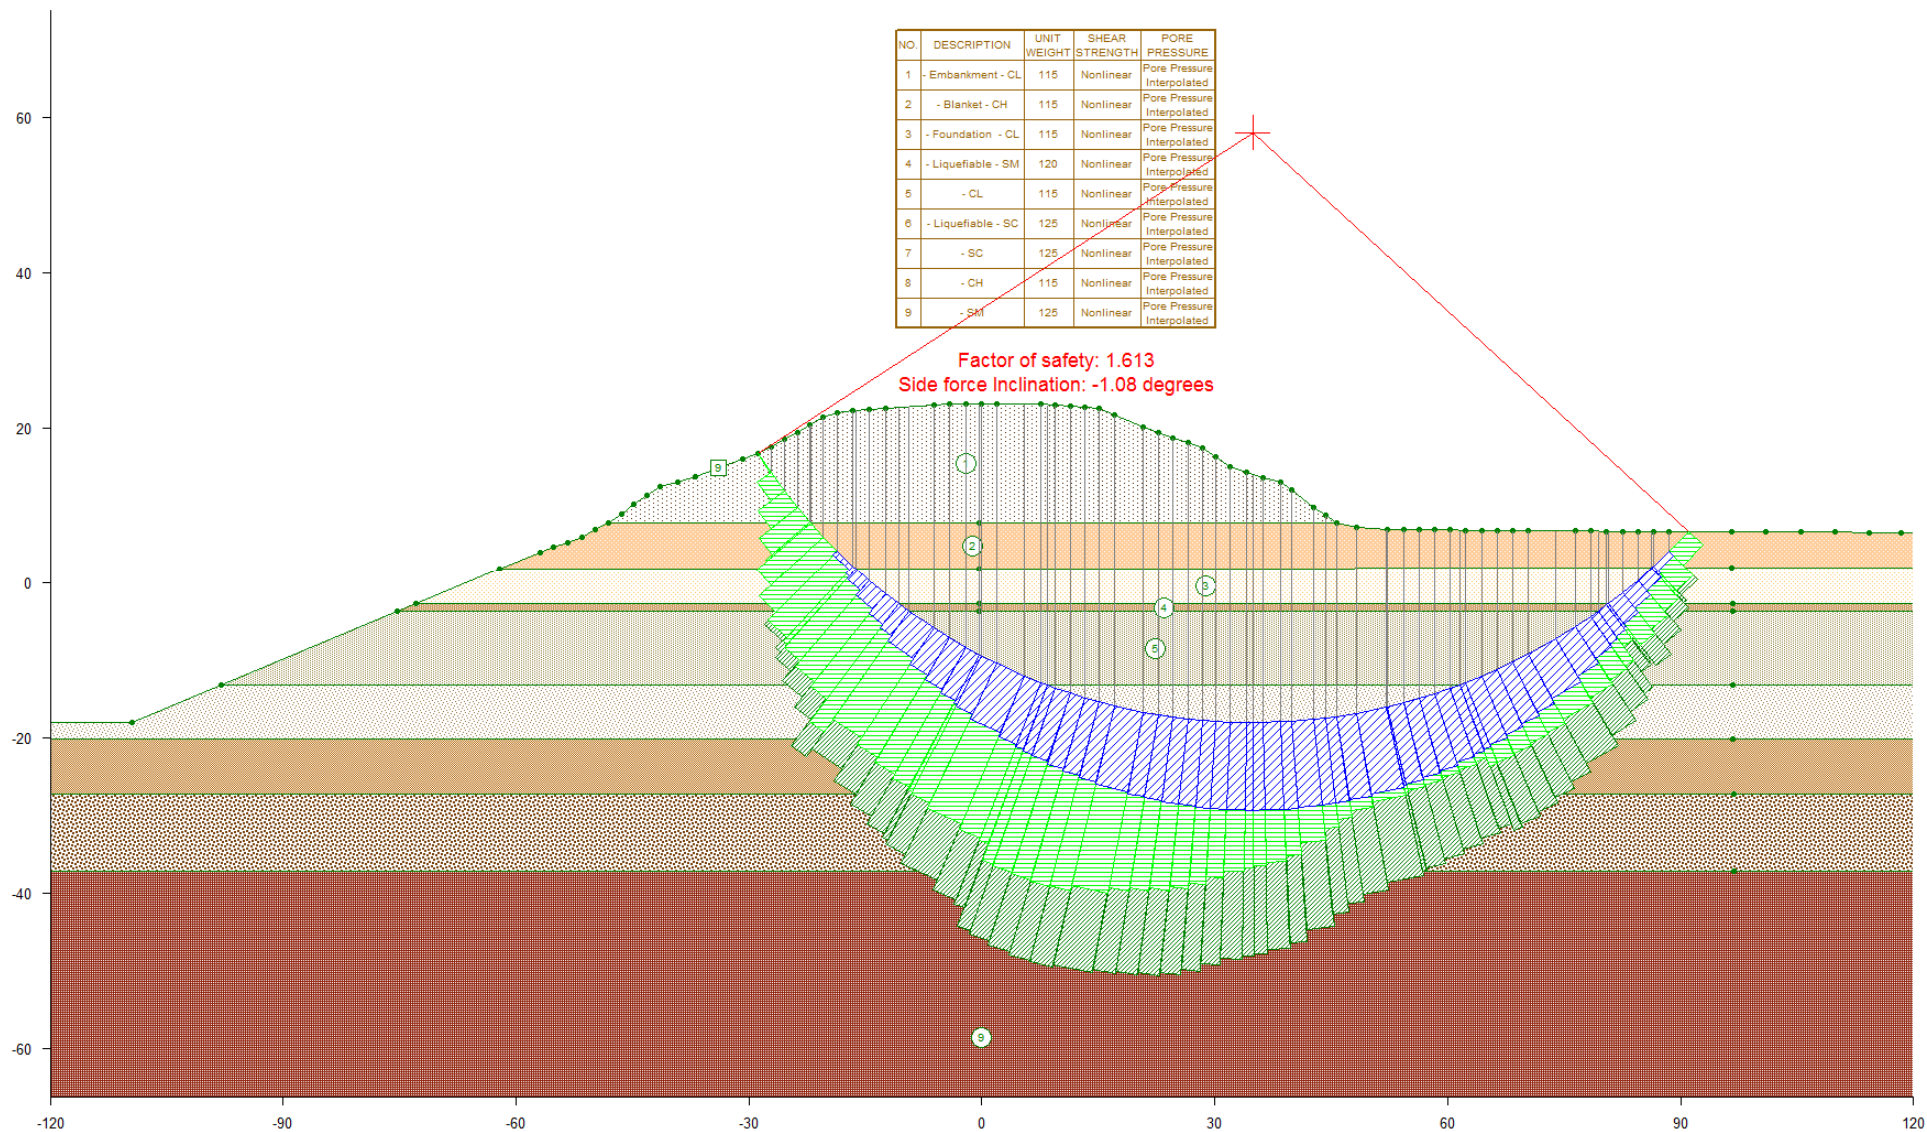 NO. DESCRIPTION UNIT WEIGHT SHEAR STRENGTH PORE PRESSURE
1 - Embankment - CL 115 Nonlinear Pore Pressure Interpolated
2 - Blanket - CH 115 Nonlinear Pore Pressure Interpolated
3 - Foundation - CL 115 Nonlinear Pore Pressure Interpolated
4 - Liquefiable - SM 120 Nonlinear Pore Pressure Interpolated
5 - CL 115 Nonlinear Pore Pressure Interpolated
6 - Liquefiable - SC 125 Nonlinear Pore Pressure Interpolated
7 - SC 125 Nonlinear Pore Pressure Interpolated
8 - CH 115 Nonlinear Pore Pressure Interpolated
9 - SM 125 Nonlinear Pore Pressure Interpolated
Factor of safety: 1.613
Side force Inclination: -1.08 degrees
60
40
20
0
-20
-40
-60
9
1
2
3
4
5
9
-120 -90 -60 -30 0 30 60 90 120